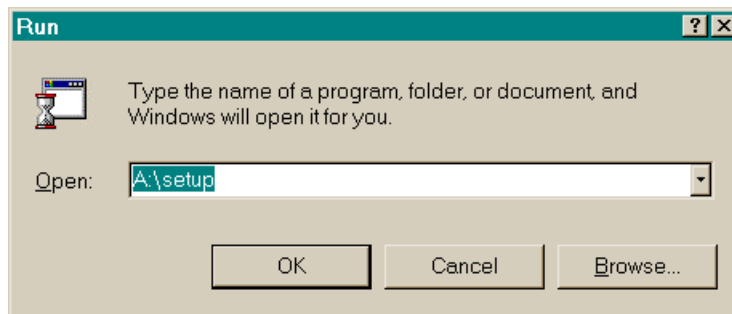 Run
Type the name of a program, folder, or document, and
Windows will open it for you.
Open: A:\setup
OK Cancel Browse...